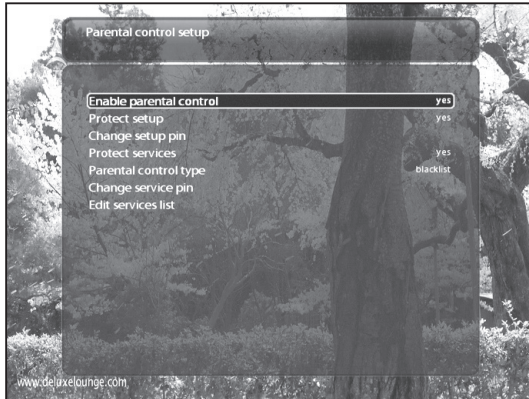 Parental control setup
Enable parental control yes
Protect setup yes
Change setup pin
Protect services yes
Parental control type blacklist
Change service pin
Edit services list
www.deluxelounge.com